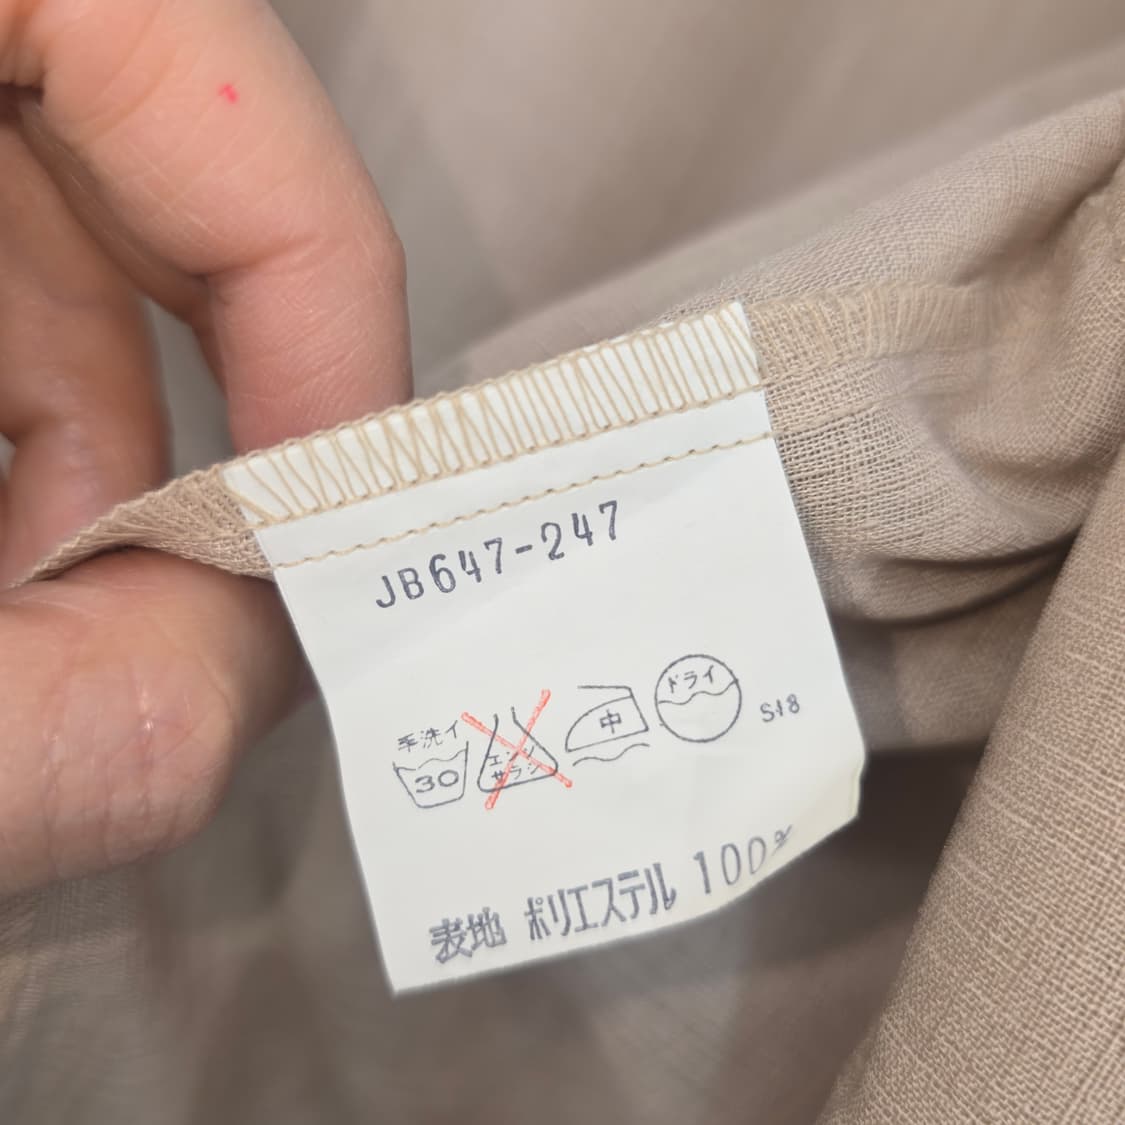 JB647-247
手洗イ
30
エンソ
サラシ
中
ドライ
S18
表地 ポリエステル 100%